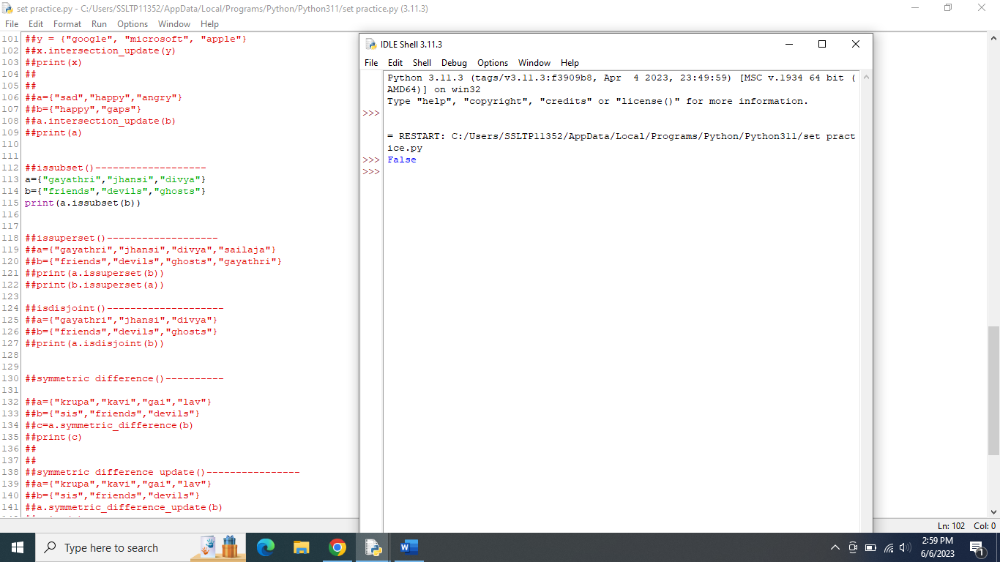 set practice.py - C:/Users/SSLTP11352/AppData/Local/Programs/Python/Python311/set practice.py (3.11.3)
File Edit Format Run Options Window Help
101 ##y = {"google", "microsoft", "apple"}
102 ##x.intersection_update(y)
103 ##print(x)
104 ##
105 ##
106 ##a={"sad","happy","angry"}
107 ##b={"happy","gaps"}
108 ##a.intersection_update(b)
109 ##print(a)
110
111
112 ##issubset()-------------------
113 a={"gayathri","jhansi","divya"}
114 b={"friends","devils","ghosts"}
115 print(a.issubset(b))
116
117
118 ##issuperset()-------------------
119 ##a={"gayathri","jhansi","divya","sailaja"}
120 ##b={"friends","devils","ghosts","gayathri"}
121 ##print(a.issuperset(b))
122 ##print(b.issuperset(a))
123
124 ##isdisjoint()--------------------
125 ##a={"gayathri","jhansi","divya"}
126 ##b={"friends","devils","ghosts"}
127 ##print(a.isdisjoint(b))
128
129
130 ##symmetric difference()----------
131
132 ##a={"krupa","kavi","gai","lav"}
133 ##b={"sis","friends","devils"}
134 ##c=a.symmetric_difference(b)
135 ##print(c)
136 ##
137 ##
138 ##symmetric difference update()----------------
139 ##a={"krupa","kavi","gai","lav"}
140 ##b={"sis","friends","devils"}
141 ##a.symmetric_difference_update(b)
IDLE Shell 3.11.3
File Edit Shell Debug Options Window Help
Python 3.11.3 (tags/v3.11.3:f3909b8, Apr  4 2023, 23:49:59) [MSC v.1934 64 bit (
AMD64)] on win32
Type "help", "copyright", "credits" or "license()" for more information.
>>>
= RESTART: C:/Users/SSLTP11352/AppData/Local/Programs/Python/Python311/set pract
ice.py
>>> False
>>>
Ln: 102 Col: 0
Type here to search
W
2:59 PM
6/6/2023
1